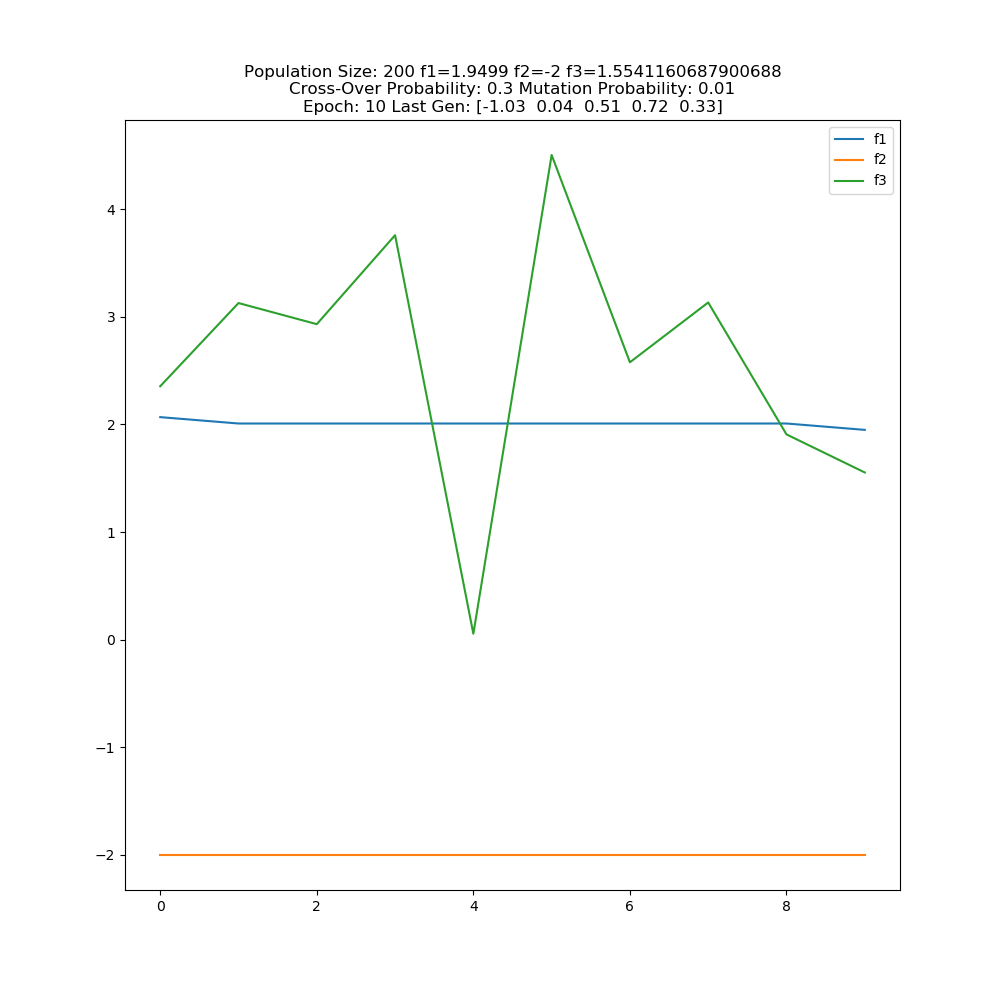 Population Size: 200 f1=1.9499 f2=-2 f3=1.5541160687900688
Cross-Over Probability: 0.3 Mutation Probability: 0.01
Epoch: 10 Last Gen: [-1.03  0.04  0.51  0.72  0.33]
f1
f2
f3
4
3
2
1
0
−1
−2
0 2 4 6 8